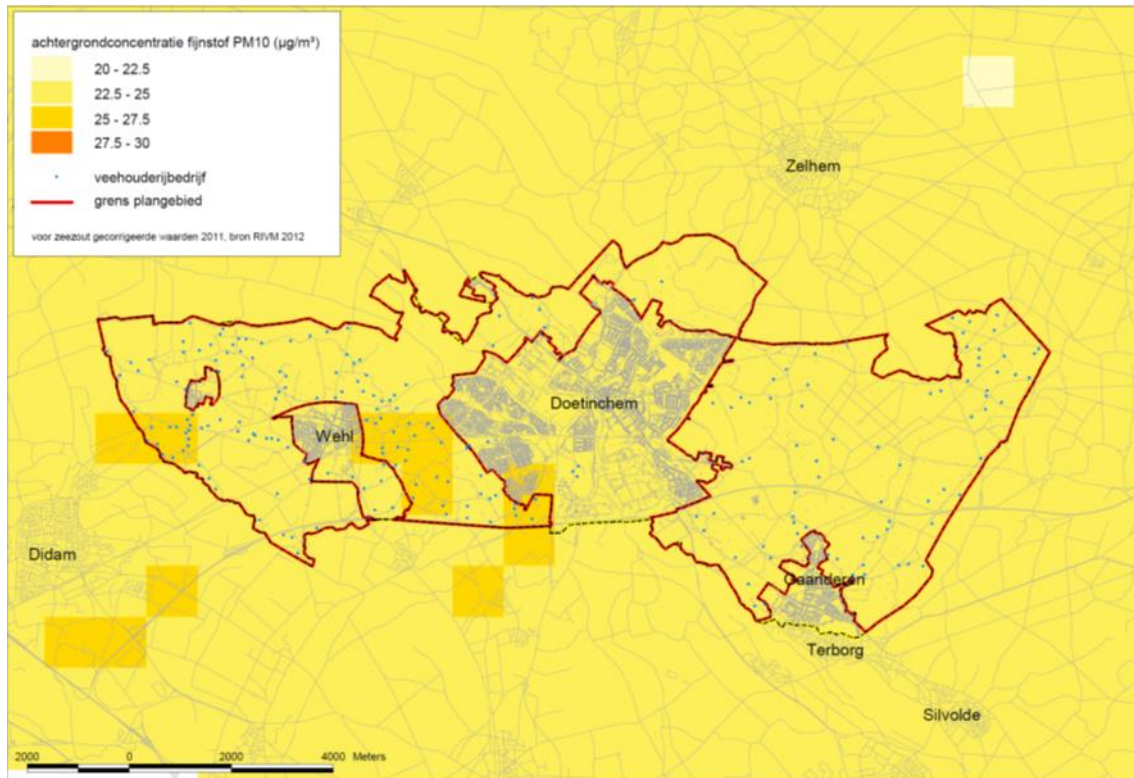 achtergrondconcentratie fijnstof PM10 (µg/m³)
20 - 22.5
22.5 - 25
25 - 27.5
27.5 - 30
veehouderijbedrijf
grens plangebied
voor zeezout gecorrigeerde waarden 2011, bron RIVM 2012
Zelhem
Doetinchem
Wehl
Didam
Gaanderen
Terborg
Silvolde
2000 0 2000 4000 Meters